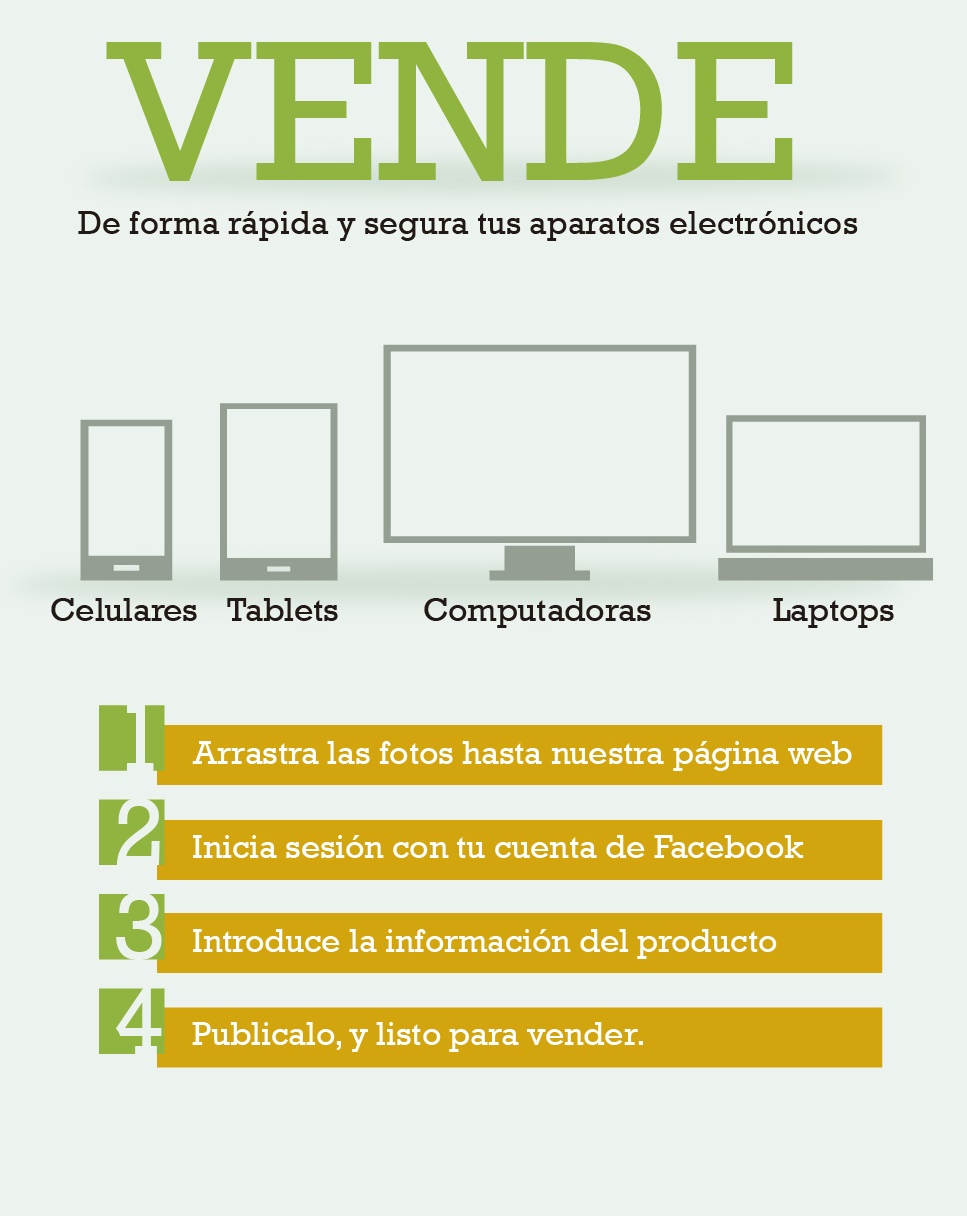 VENDE
De forma rápida y segura tus aparatos electrónicos
Celulares Tablets Computadoras Laptops
1 Arrastra las fotos hasta nuestra página web
2 Inicia sesión con tu cuenta de Facebook
3 Introduce la información del producto
4 Publicalo, y listo para vender.